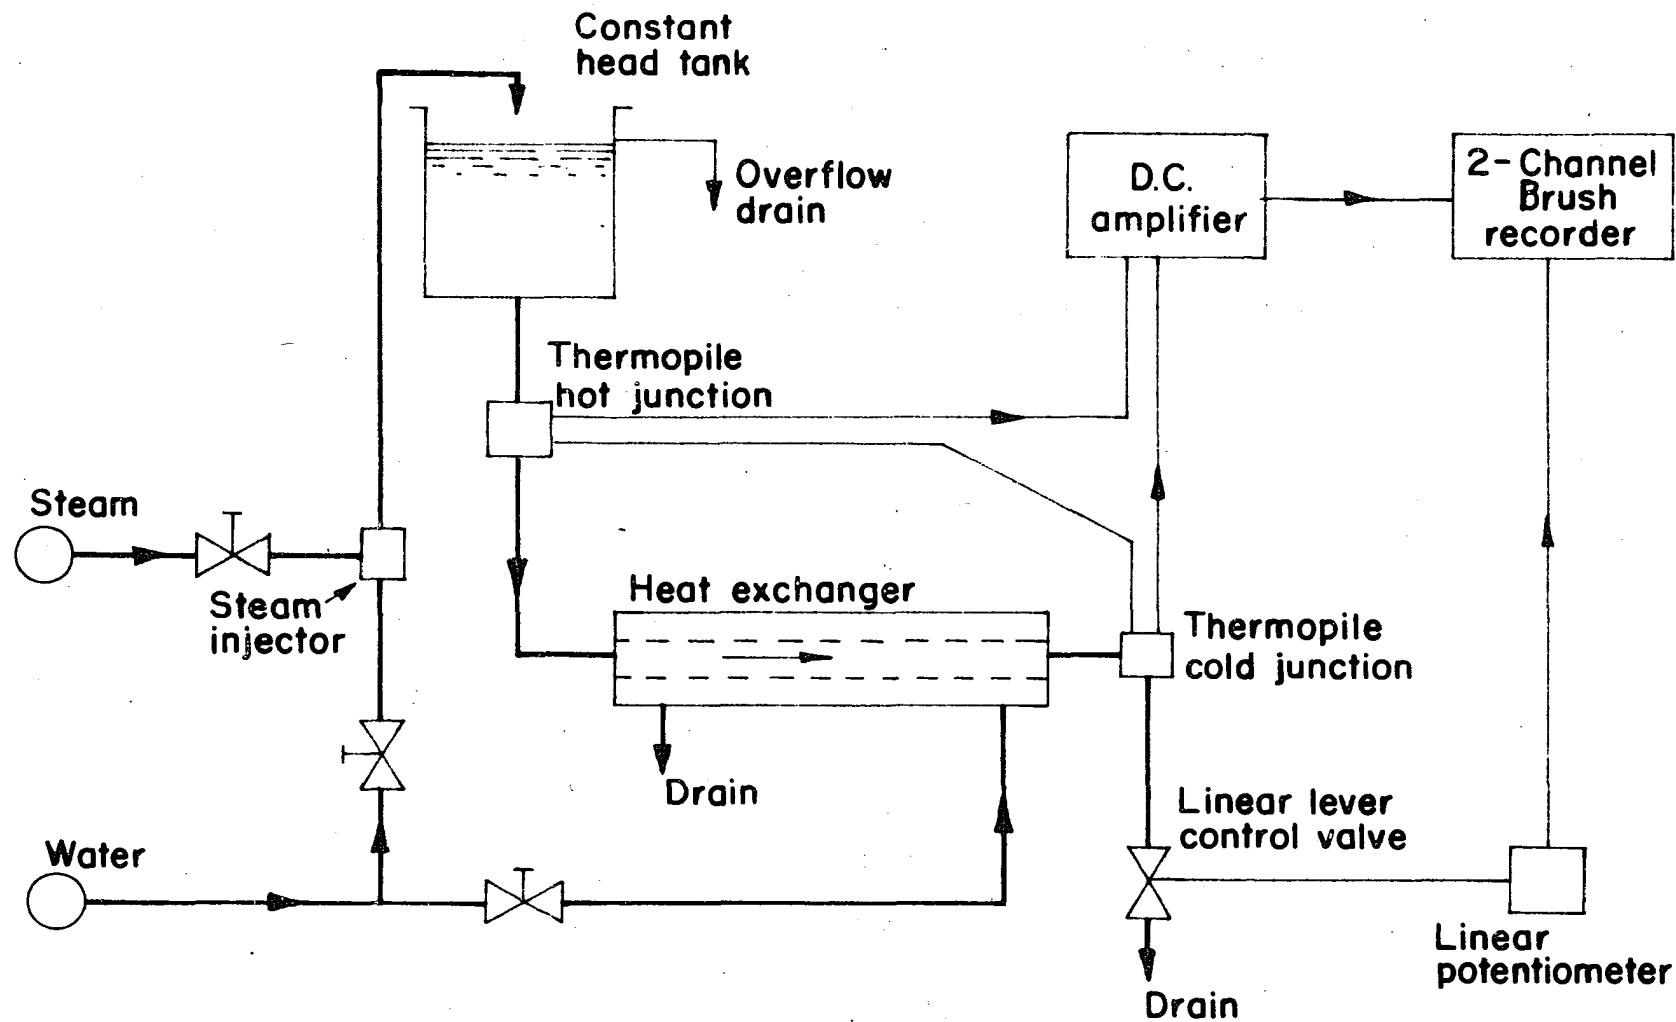 Constant
head tank
Overflow
drain
D.C.
amplifier
2-Channel
Brush
recorder
Thermopile
hot junction
Steam
Steam
injector
Heat exchanger
Thermopile
cold junction
Drain
Linear lever
control valve
Water
Linear
potentiometer
Drain